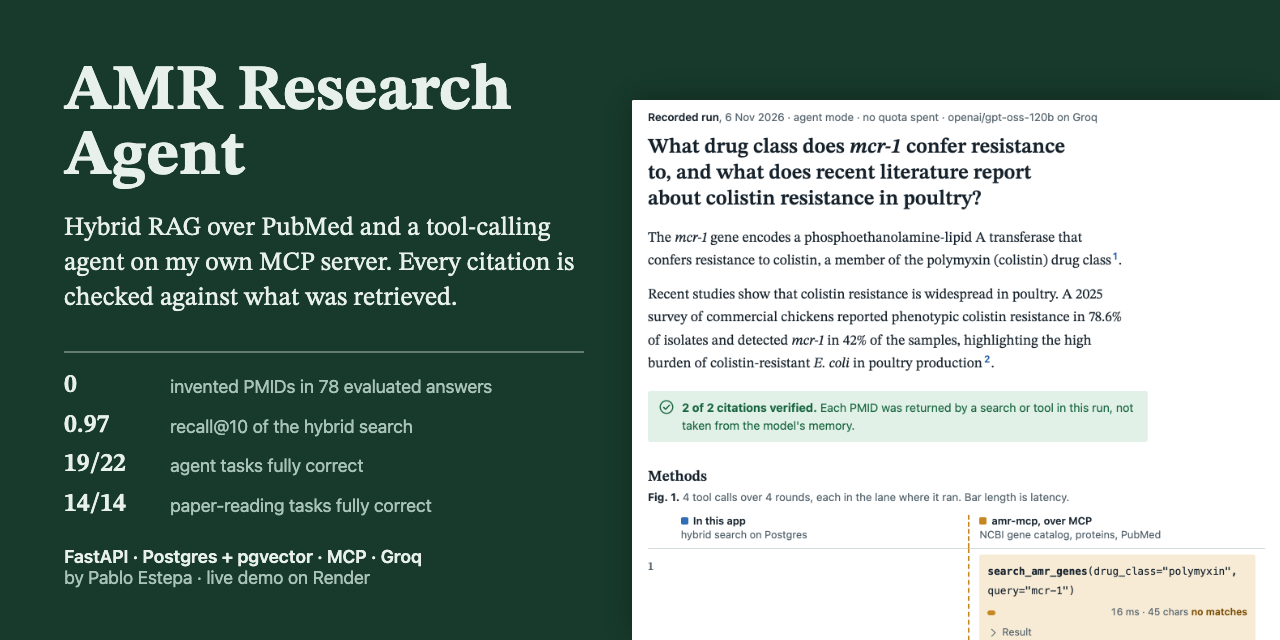 AMR Research
Agent
Hybrid RAG over PubMed and a tool-calling
agent on my own MCP server. Every citation is
checked against what was retrieved.
0 invented PMIDs in 78 evaluated answers
0.97 recall@10 of the hybrid search
19/22 agent tasks fully correct
14/14 paper-reading tasks fully correct
FastAPI · Postgres + pgvector · MCP · Groq
by Pablo Estepa · live demo on Render
Recorded run, 6 Nov 2026 · agent mode · no quota spent · openai/gpt-oss-120b on Groq
What drug class does mcr-1 confer resistance
to, and what does recent literature report
about colistin resistance in poultry?
The mcr-1 gene encodes a phosphoethanolamine-lipid A transferase that
confers resistance to colistin, a member of the polymyxin (colistin) drug class1.
Recent studies show that colistin resistance is widespread in poultry. A 2025
survey of commercial chickens reported phenotypic colistin resistance in 78.6%
of isolates and detected mcr-1 in 42% of the samples, highlighting the high
burden of colistin-resistant E. coli in poultry production2.
2 of 2 citations verified. Each PMID was returned by a search or tool in this run, not
taken from the model's memory.
Methods
Fig. 1. 4 tool calls over 4 rounds, each in the lane where it ran. Bar length is latency.
In this app
hybrid search on Postgres
amr-mcp, over MCP
NCBI gene catalog, proteins, PubMed
1
search_amr_genes(drug_class="polymyxin",
query="mcr-1")
16 ms · 45 chars no matches
Result